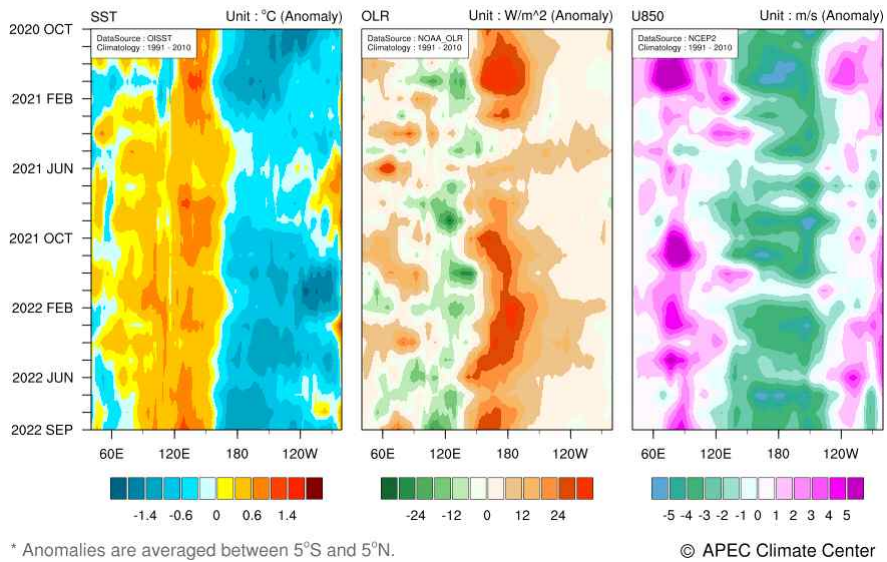 SST Unit : °C (Anomaly)
DataSource : OISST
Climatology : 1991 - 2010
OLR Unit : W/m^2 (Anomaly)
DataSource : NOAA_OLR
Climatology : 1991 - 2010
U850 Unit : m/s (Anomaly)
DataSource : NCEP2
Climatology : 1991 - 2010
2020 OCT
2021 FEB
2021 JUN
2021 OCT
2022 FEB
2022 JUN
2022 SEP
60E 120E 180 120W
60E 120E 180 120W
60E 120E 180 120W
-1.4 -0.6 0 0.6 1.4
-24 -12 0 12 24
-5 -4 -3 -2 -1 0 1 2 3 4 5
* Anomalies are averaged between 5°S and 5°N.
© APEC Climate Center